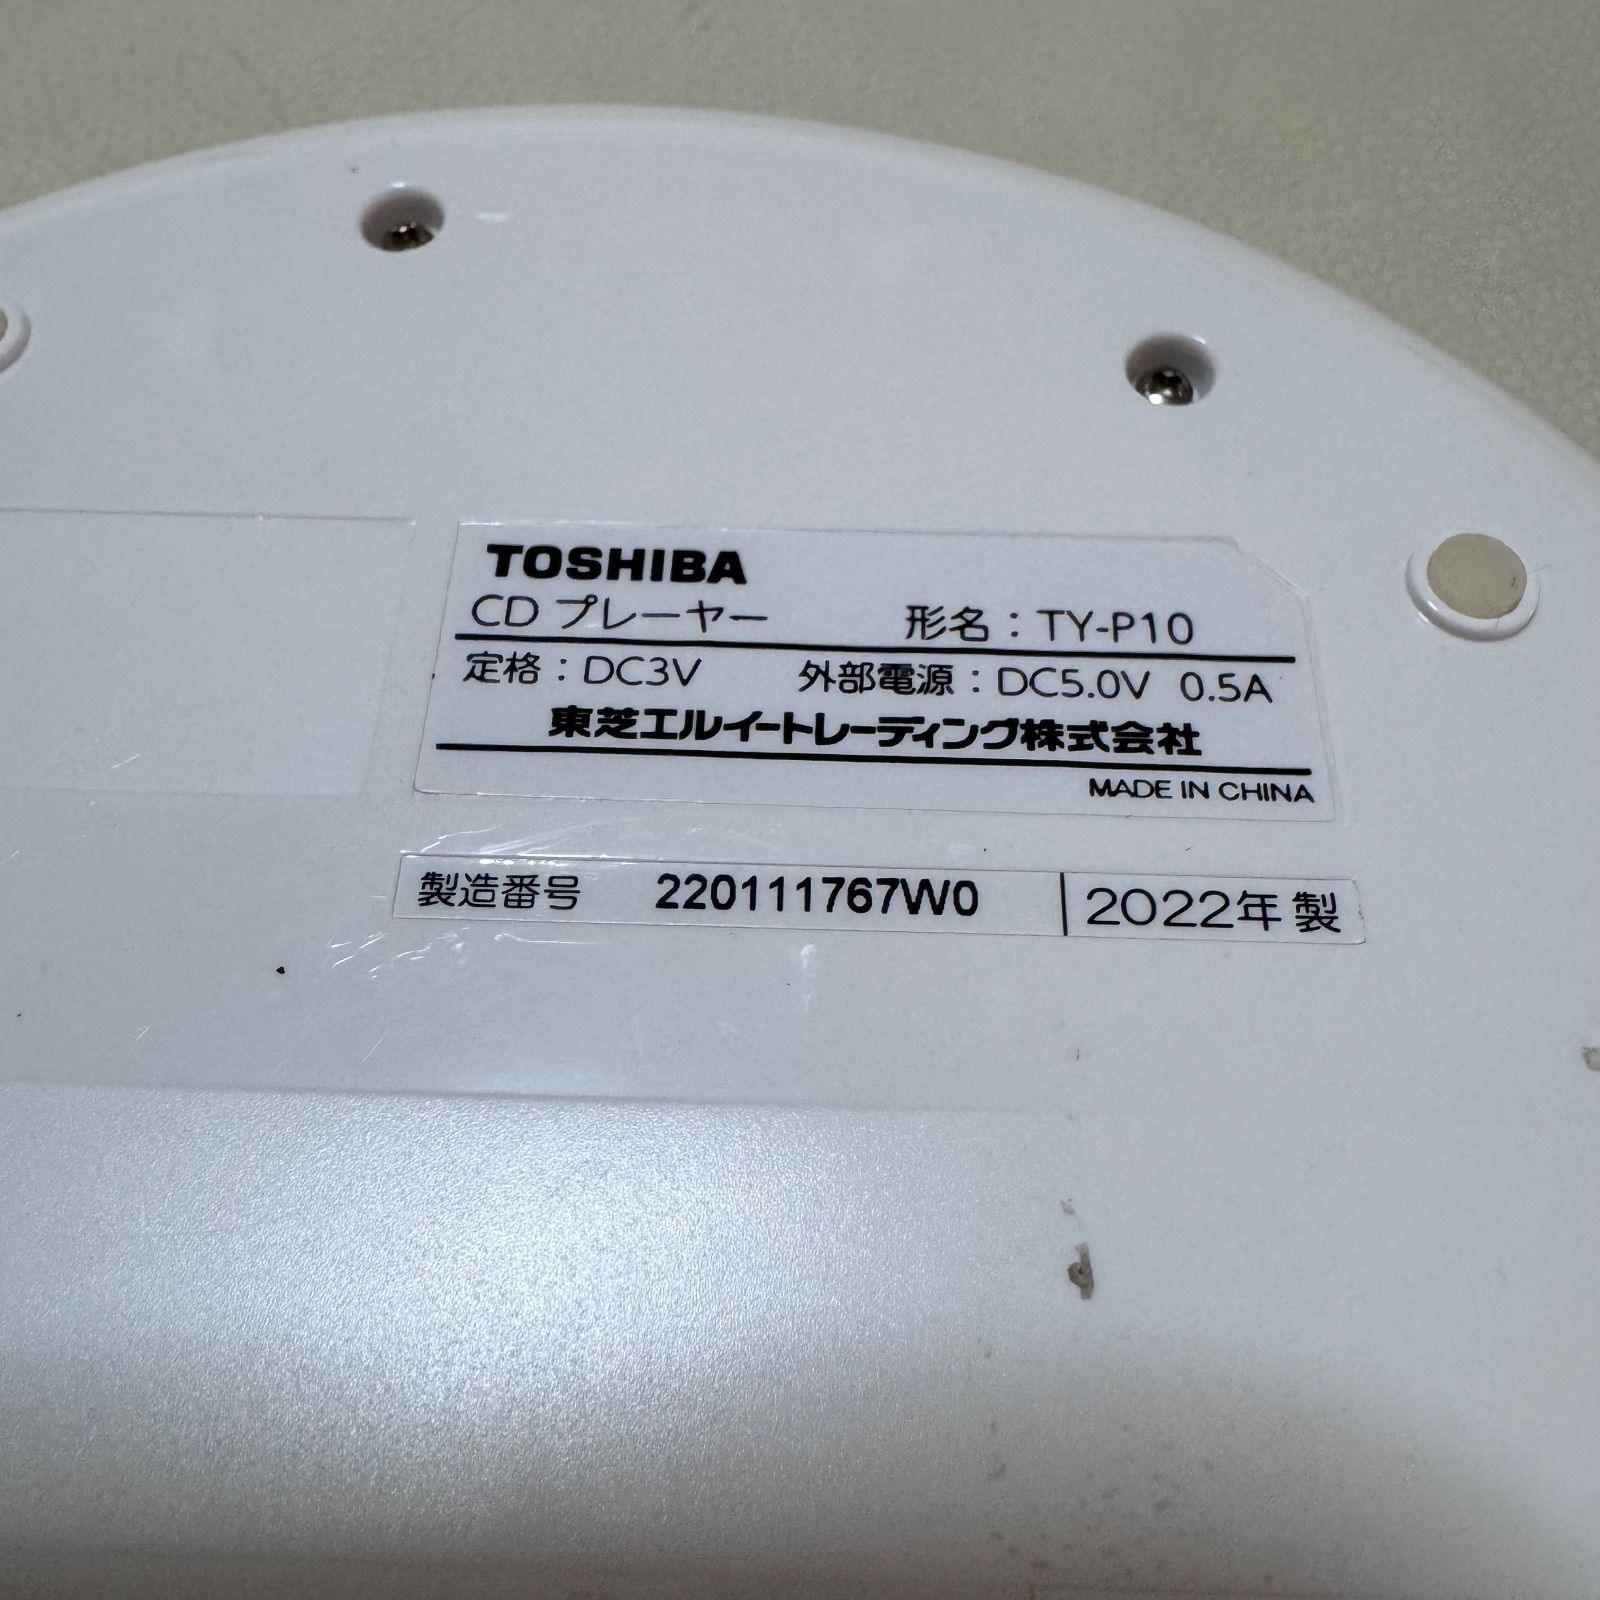 TOSHIBA
CD プレーヤー 形名：TY-P10
定格：DC3V 外部電源：DC5.0V 0.5A
東芝エルイートレーディング株式会社
MADE IN CHINA
製造番号 220111767W0 2022年製